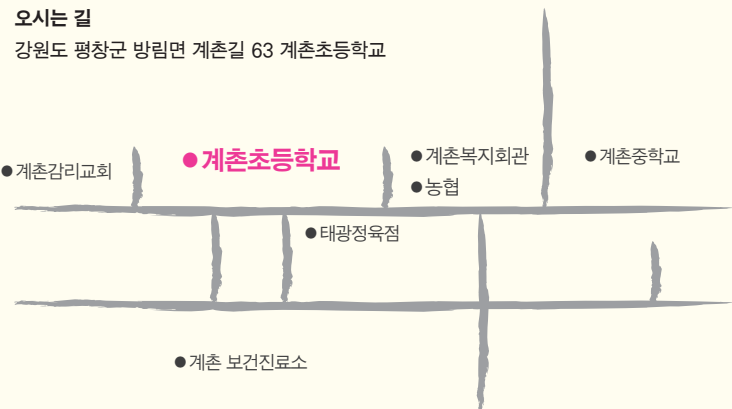 오시는 길
강원도 평창군 방림면 계촌길 63 계촌초등학교
●계촌감리교회
●계촌초등학교
●계촌복지회관
●농협
●계촌중학교
●태광정육점
●계촌 보건진료소